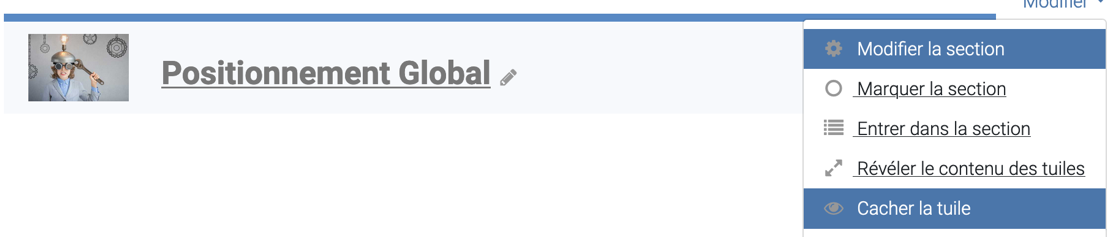 Modifier
Positionnement Global
Modifier la section
Marquer la section
Entrer dans la section
Révéler le contenu des tuiles
Cacher la tuile